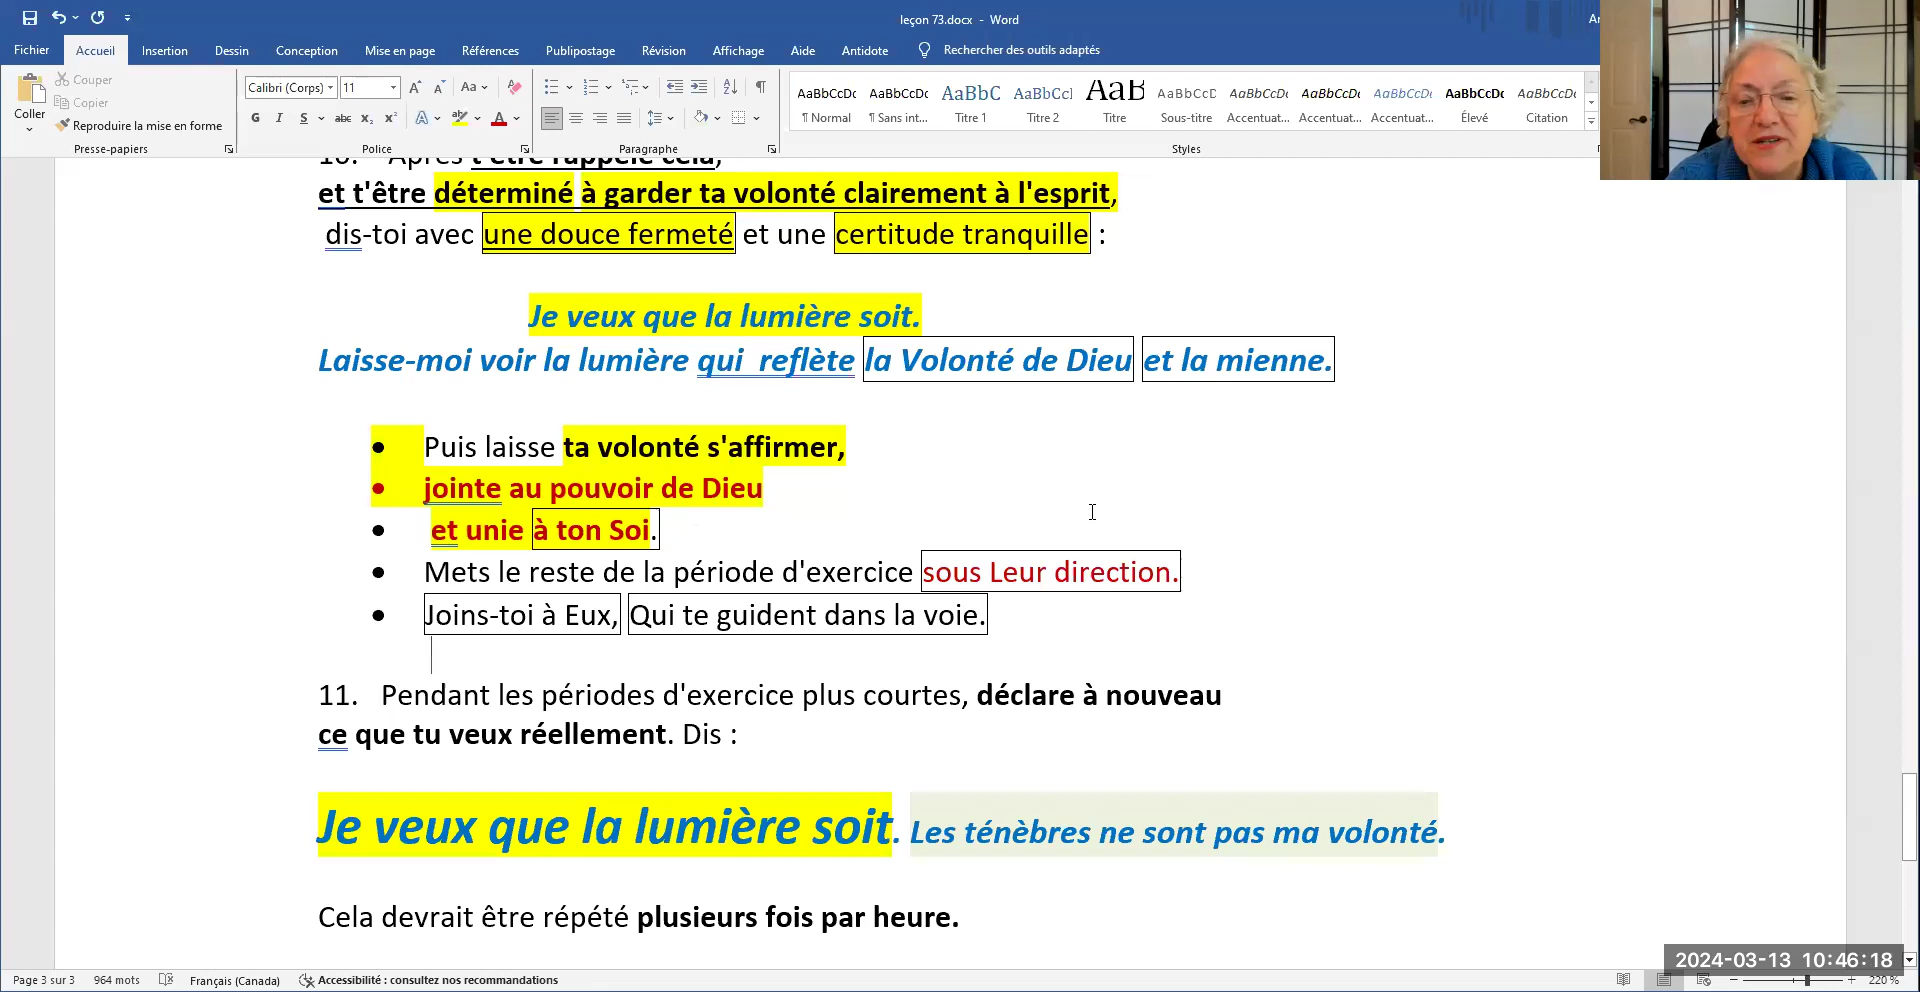 leçon 73.docx - Word
Fichier Accueil Insertion Dessin Conception Mise en page Références Publipostage Révision Affichage Aide Antidote Rechercher des outils adaptés
Coller
Couper
Copier
Reproduire la mise en forme
Presse-papiers
Calibri (Corps) 11
Police
Paragraphe
AaBbCcDc ¶ Normal
AaBbCcDc ¶ Sans int...
AaBbC Titre 1
AaBbCcI Titre 2
AaB Titre
AaBbCcD Sous-titre
AaBbCcDc Accentuat...
AaBbCcDc Accentuat...
AaBbCcDc Accentuat...
AaBbCcDc Élevé
AaBbCcDc Citation
Styles
10. Après t'être rappelé cela,
et t'être déterminé à garder ta volonté clairement à l'esprit,
dis-toi avec une douce fermeté et une certitude tranquille :
Je veux que la lumière soit.
Laisse-moi voir la lumière qui  reflète la Volonté de Dieu et la mienne.
• Puis laisse ta volonté s'affirmer,
• jointe au pouvoir de Dieu
• et unie à ton Soi.
• Mets le reste de la période d'exercice sous Leur direction.
• Joins-toi à Eux, Qui te guident dans la voie.
11. Pendant les périodes d'exercice plus courtes, déclare à nouveau
ce que tu veux réellement. Dis :
Je veux que la lumière soit. Les ténèbres ne sont pas ma volonté.
Cela devrait être répété plusieurs fois par heure.
2024-03-13 10:46:18
Page 3 sur 3 964 mots Français (Canada) Accessibilité : consultez nos recommandations 220 %